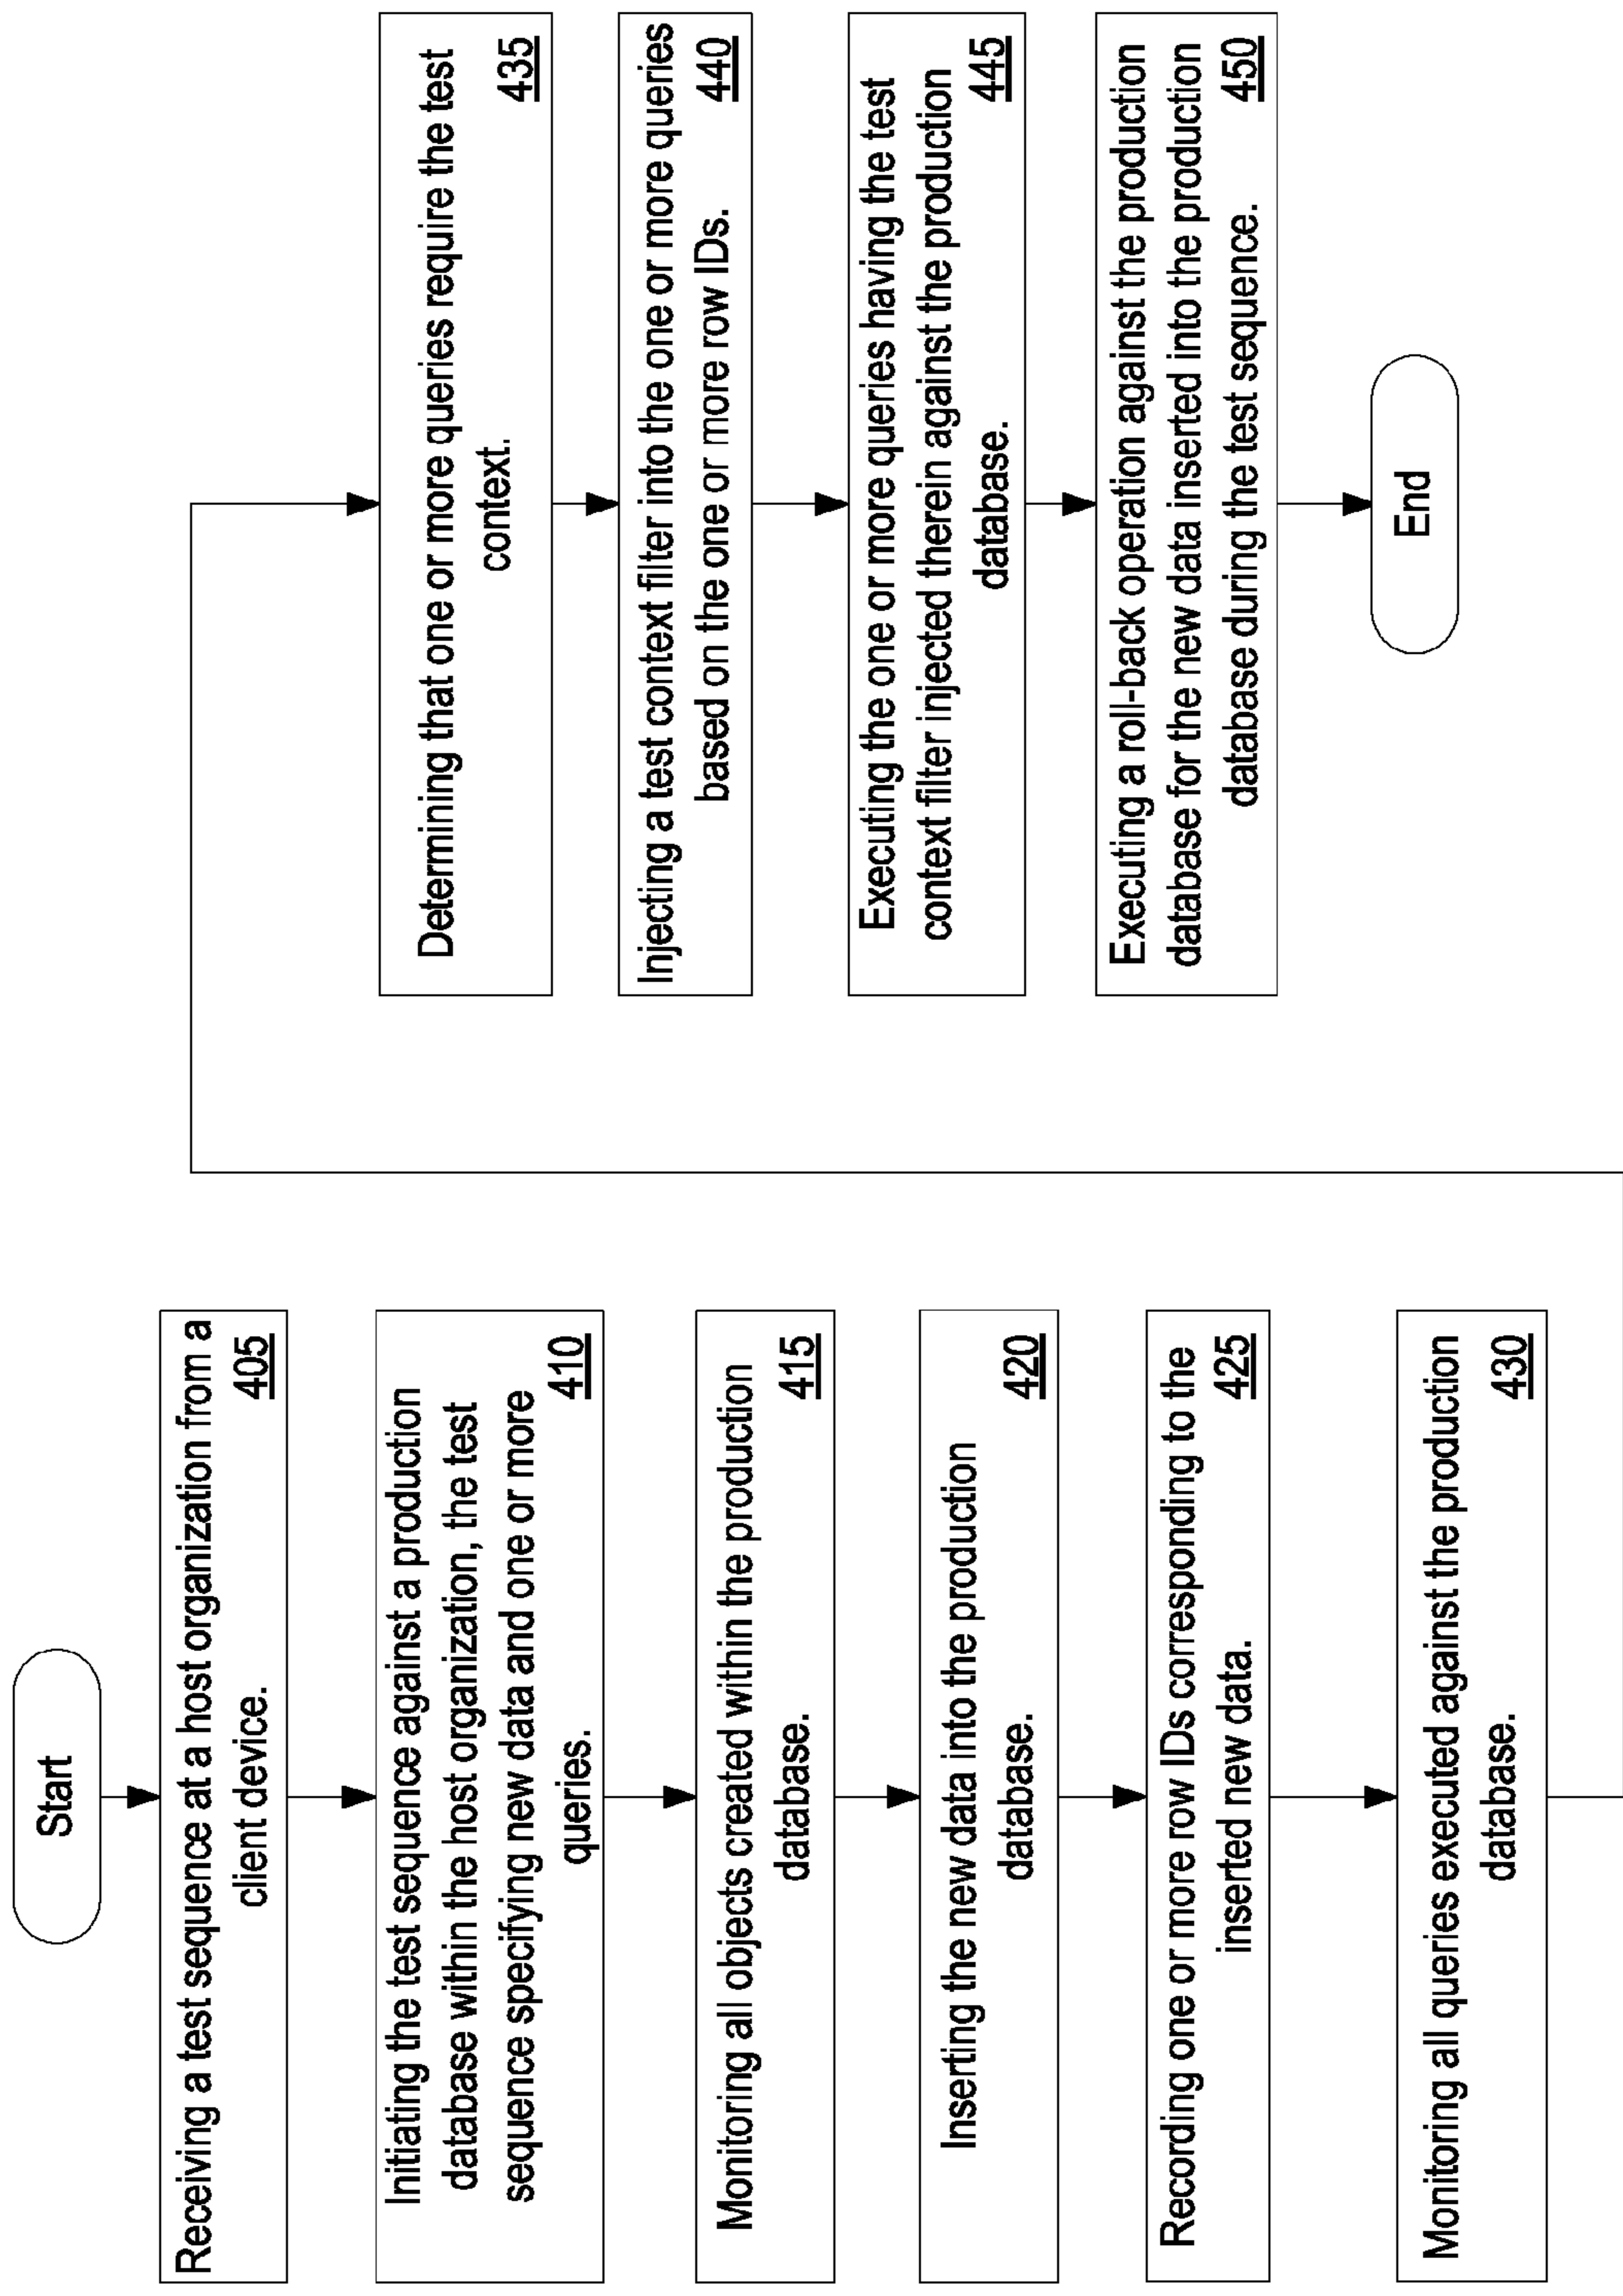 Start
Receiving a test sequence at a host organization from a
client device.
405
Initiating the test sequence against a production
database within the host organization, the test
sequence specifying new data and one or more
queries.
410
Monitoring all objects created within the production
database.
415
Inserting the new data into the production
database.
420
Recording one or more row IDs corresponding to the
inserted new data.
425
Monitoring all queries executed against the production
database.
430
Determining that one or more queries require the test
context.
435
Injecting a test context filter into the one or more queries
based on the one or more row IDs.
440
Executing the one or more queries having the test
context filter injected therein against the production
database.
445
Executing a roll-back operation against the production
database for the new data inserted into the production
database during the test sequence.
450
End